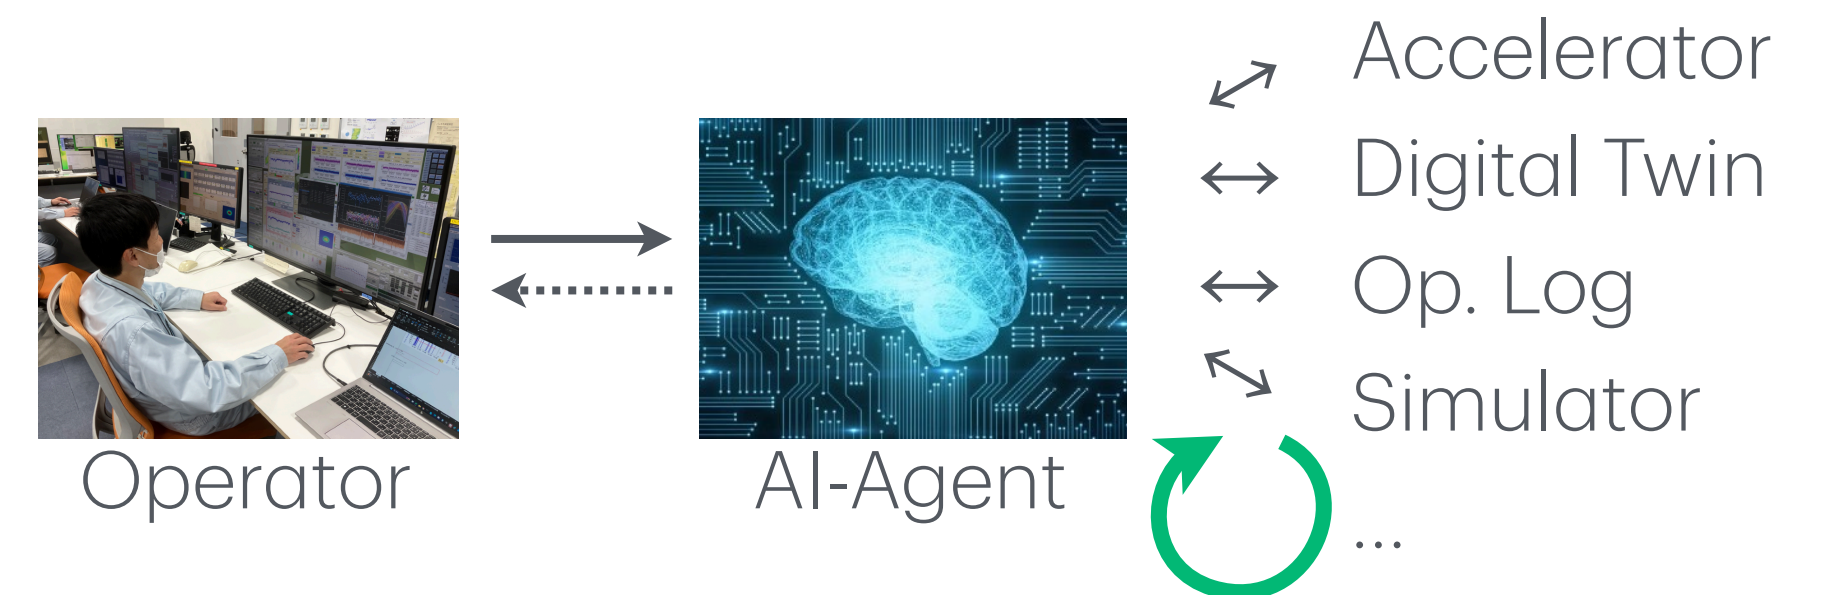 Accelerator
Digital Twin
Op. Log
Simulator
...
Operator
AI-Agent